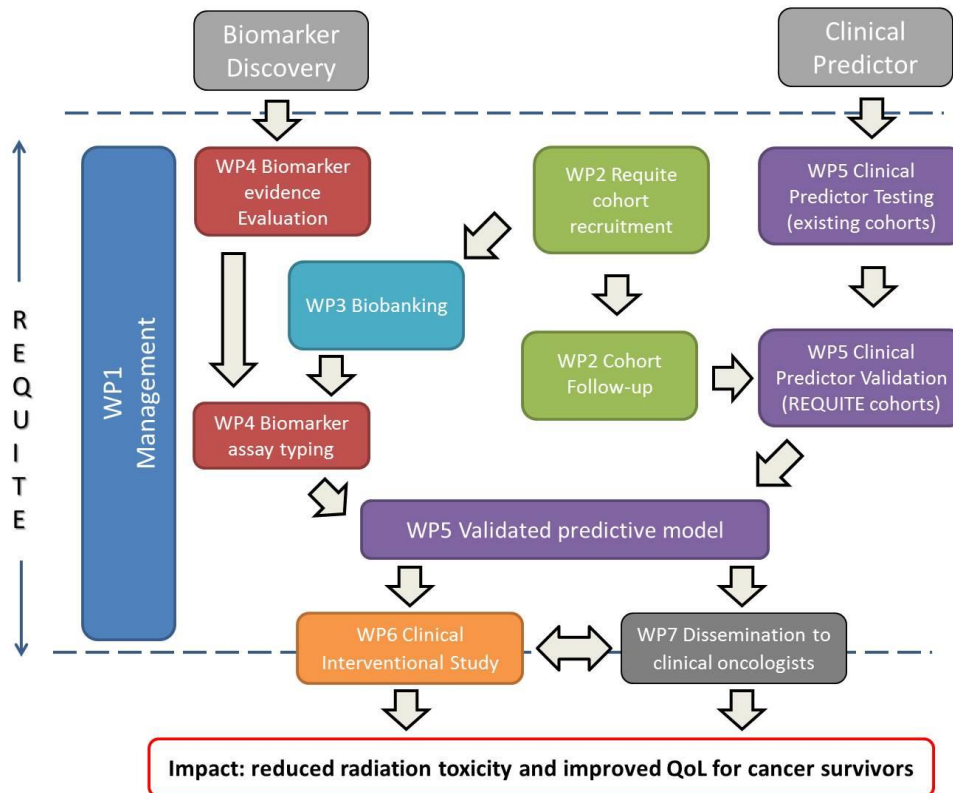 Biomarker
Discovery
Clinical
Predictor
REQUITE
WP1
Management
WP4 Biomarker
evidence
Evaluation
WP2 Requite
cohort
recruitment
WP5 Clinical
Predictor Testing
(existing cohorts)
WP3 Biobanking
WP2 Cohort
Follow-up
WP5 Clinical
Predictor Validation
(REQUITE cohorts)
WP4 Biomarker
assay typing
WP5 Validated predictive model
WP6 Clinical
Interventional Study
WP7 Dissemination to
clinical oncologists
Impact: reduced radiation toxicity and improved QoL for cancer survivors